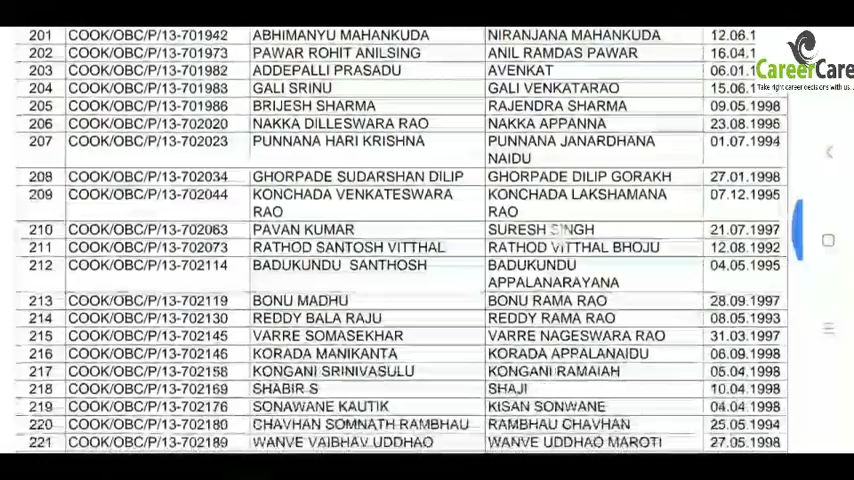 201 COOK/OBC/P/13-701942 ABHIMANYU MAHANKUDA NIRANJANA MAHANKUDA 12.06.1
202 COOK/OBC/P/13-701973 PAWAR ROHIT ANILSING ANIL RAMDAS PAWAR 16.04.1
203 COOK/OBC/P/13-701982 ADDEPALLI PRASADU AVENKAT 06.01.1
204 COOK/OBC/P/13-701983 GALI SRINU GALI VENKATARAO 15.06.1
CareerCare
Take right career decisions with us...
205 COOK/OBC/P/13-701986 BRIJESH SHARMA RAJENDRA SHARMA 09.05.1998
206 COOK/OBC/P/13-702020 NAKKA DILLESWARA RAO NAKKA APPANNA 23.08.1996
207 COOK/OBC/P/13-702023 PUNNANA HARI KRISHNA PUNNANA JANARDHANA 01.07.1994
NAIDU
208 COOK/OBC/P/13-702034 GHORPADE SUDARSHAN DILIP GHORPADE DILIP GORAKH 27.01.1998
209 COOK/OBC/P/13-702044 KONCHADA VENKATESWARA KONCHADA LAKSHAMANA 07.12.1995
RAO RAO
210 COOK/OBC/P/13-702063 PAVAN KUMAR SURESH SINGH 21.07.1997
211 COOK/OBC/P/13-702073 RATHOD SANTOSH VITTHAL RATHOD VITTHAL BHOJU 12.08.1992
212 COOK/OBC/P/13-702114 BADUKUNDU SANTHOSH BADUKUNDU 04.05.1995
APPALANARAYANA
213 COOK/OBC/P/13-702119 BONU MADHU BONU RAMA RAO 28.09.1997
214 COOK/OBC/P/13-702130 REDDY BALA RAJU REDDY RAMA RAO 08.05.1993
215 COOK/OBC/P/13-702145 VARRE SOMASEKHAR VARRE NAGESWARA RAO 31.03.1997
216 COOK/OBC/P/13-702146 KORADA MANIKANTA KORADA APPALANAIDU 06.09.1998
217 COOK/OBC/P/13-702158 KONGANI SRINIVASULU KONGANI RAMAIAH 05.04.1998
218 COOK/OBC/P/13-702169 SHABIR S SHAJI 10.04.1998
219 COOK/OBC/P/13-702176 SONAWANE KAUTIK KISAN SONWANE 04.04.1998
220 COOK/OBC/P/13-702180 CHAVHAN SOMNATH RAMBHAU RAMBHAU CHAVHAN 25.05.1994
221 COOK/OBC/P/13-702189 WANVE VAIBHAV UDDHAO WANVE UDDHAO MAROTI 27.05.1998